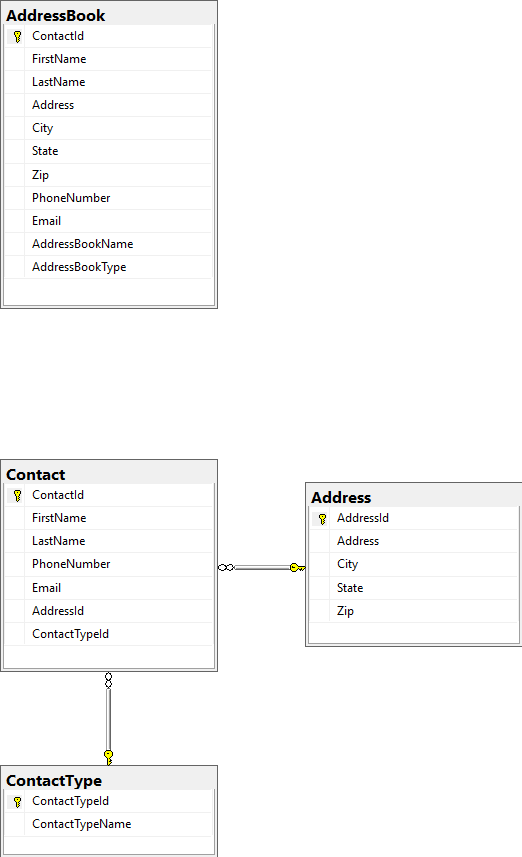 AddressBook
ContactId
FirstName
LastName
Address
City
State
Zip
PhoneNumber
Email
AddressBookName
AddressBookType
Contact
ContactId
FirstName
LastName
PhoneNumber
Email
AddressId
ContactTypeId
Address
AddressId
Address
City
State
Zip
ContactType
ContactTypeId
ContactTypeName